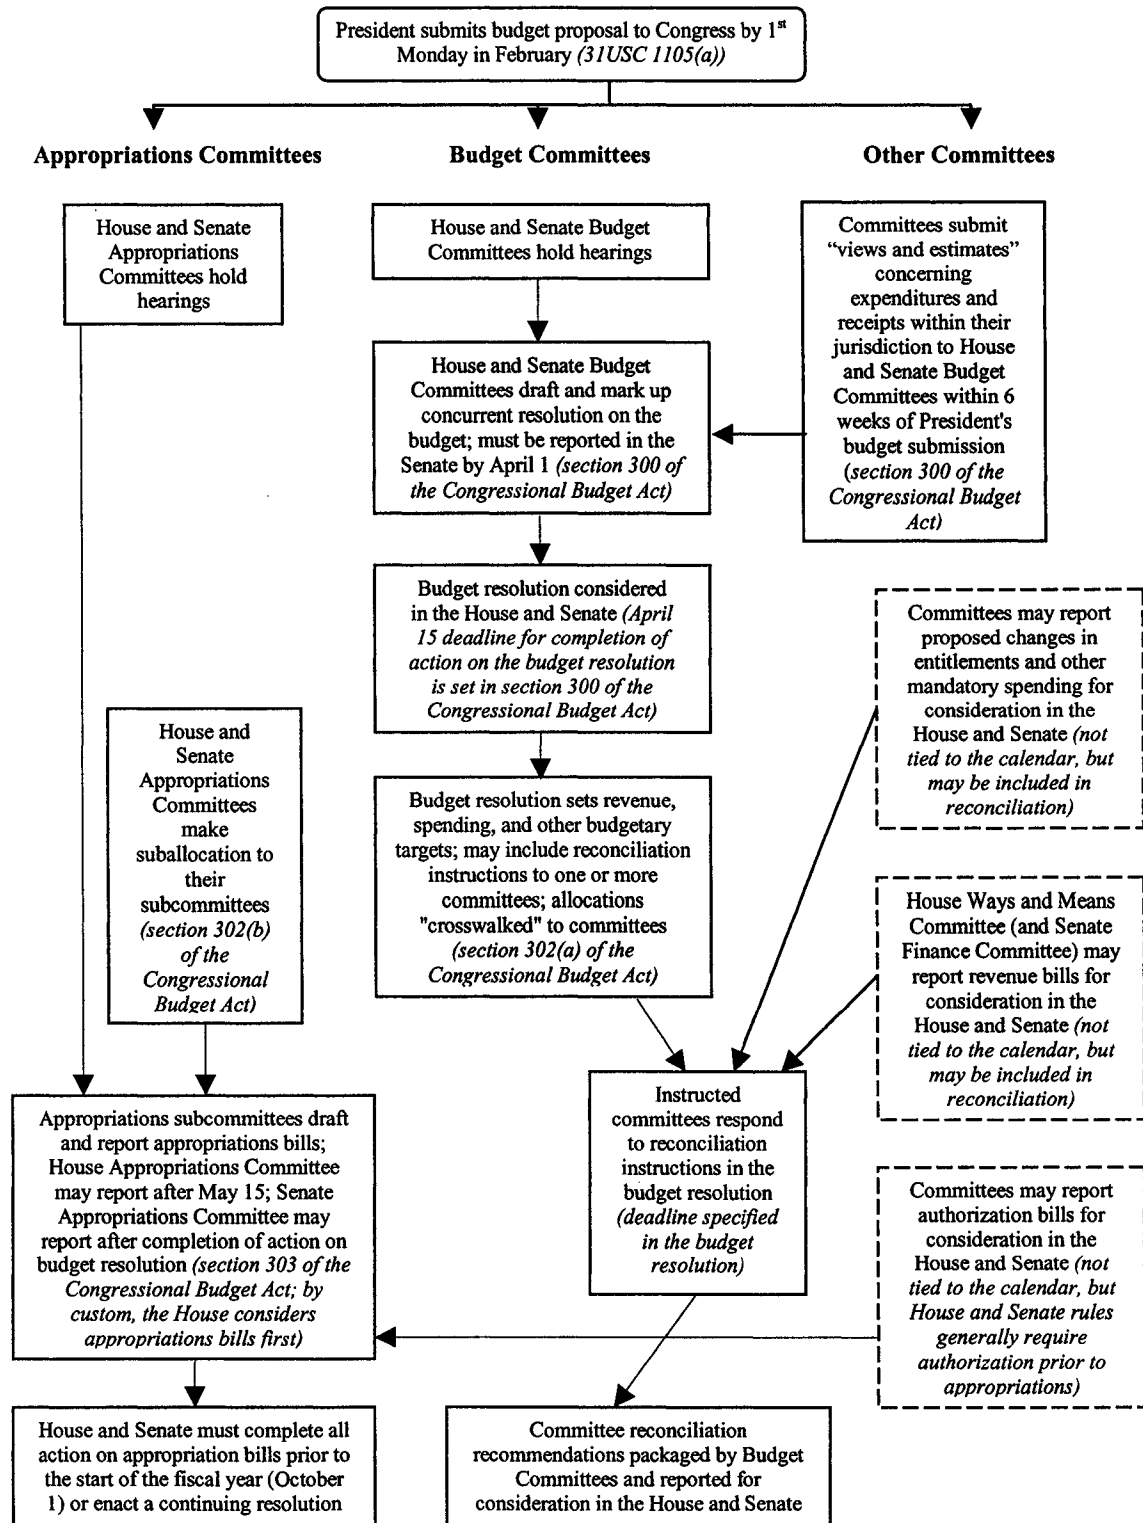 President submits budget proposal to Congress by 1st
Monday in February (31USC 1105(a))
Appropriations Committees
Budget Committees
Other Committees
House and Senate
Appropriations
Committees hold
hearings
House and Senate Budget
Committees hold hearings
Committees submit
“views and estimates”
concerning
expenditures and
receipts within their
jurisdiction to House
and Senate Budget
Committees within 6
weeks of President's
budget submission
(section 300 of the
Congressional Budget
Act)
House and Senate Budget
Committees draft and mark up
concurrent resolution on the
budget; must be reported in the
Senate by April 1 (section 300 of
the Congressional Budget Act)
Budget resolution considered
in the House and Senate (April
15 deadline for completion of
action on the budget resolution
is set in section 300 of the
Congressional Budget Act)
Committees may report
proposed changes in
entitlements and other
mandatory spending for
consideration in the
House and Senate (not
tied to the calendar, but
may be included in
reconciliation)
House and
Senate
Appropriations
Committees
make
suballocation to
their
subcommittees
(section 302(b)
of the
Congressional
Budget Act)
Budget resolution sets revenue,
spending, and other budgetary
targets; may include reconciliation
instructions to one or more
committees; allocations
"crosswalked" to committees
(section 302(a) of the
Congressional Budget Act)
House Ways and Means
Committee (and Senate
Finance Committee) may
report revenue bills for
consideration in the
House and Senate (not
tied to the calendar, but
may be included in
reconciliation)
Appropriations subcommittees draft
and report appropriations bills;
House Appropriations Committee
may report after May 15; Senate
Appropriations Committee may
report after completion of action on
budget resolution (section 303 of the
Congressional Budget Act; by
custom, the House considers
appropriations bills first)
Instructed
committees respond
to reconciliation
instructions in the
budget resolution
(deadline specified
in the budget
resolution)
Committees may report
authorization bills for
consideration in the
House and Senate (not
tied to the calendar, but
House and Senate rules
generally require
authorization prior to
appropriations)
House and Senate must complete all
action on appropriation bills prior to
the start of the fiscal year (October
1) or enact a continuing resolution
Committee reconciliation
recommendations packaged by Budget
Committees and reported for
consideration in the House and Senate